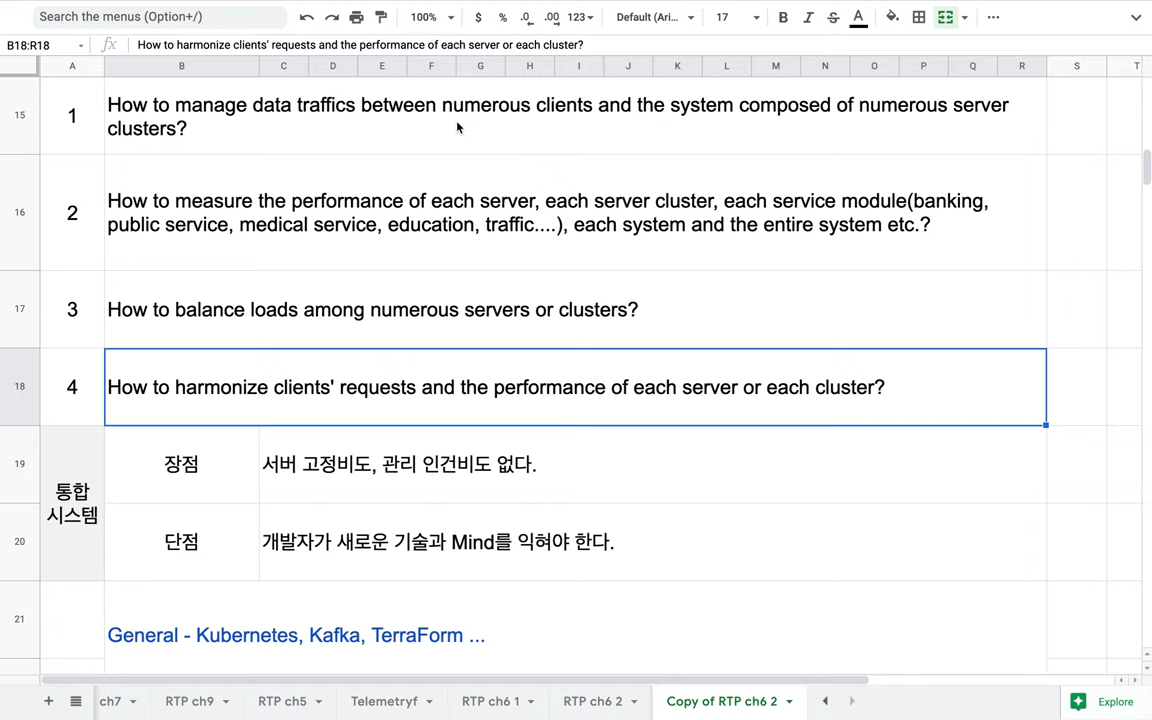 Search the menus (Option+/)
100%
$
%
.0
.00
123
Default (Ari...
17
B
I
S
A
B18:R18
fx
How to harmonize clients' requests and the performance of each server or each cluster?
A B C D E F G H I J K L M N O P Q R S T
15
1
How to manage data traffics between numerous clients and the system composed of numerous server
clusters?
16
2
How to measure the performance of each server, each server cluster, each service module(banking,
public service, medical service, education, traffic....), each system and the entire system etc.?
17
3
How to balance loads among numerous servers or clusters?
18
4
How to harmonize clients' requests and the performance of each server or each cluster?
통합
시스템
19
장점
서버 고정비도, 관리 인건비도 없다.
20
단점
개발자가 새로운 기술과 Mind를 익혀야 한다.
21
General - Kubernetes, Kafka, TerraForm ...
ch7
RTP ch9
RTP ch5
Telemetryf
RTP ch6 1
RTP ch6 2
Copy of RTP ch6 2
Explore